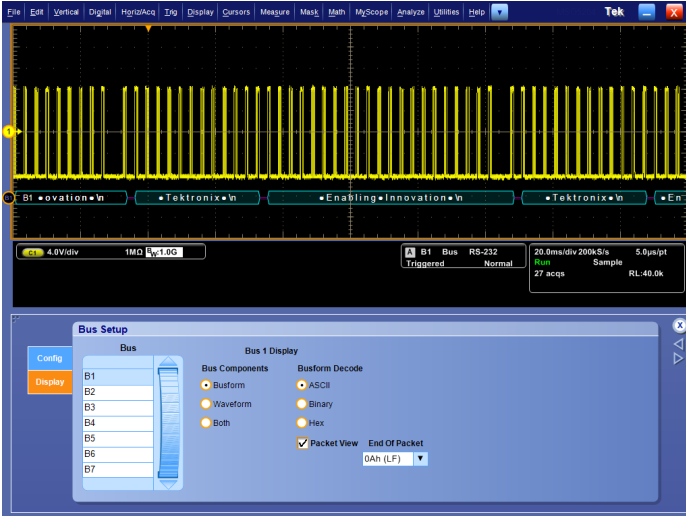 File Edit Vertical Digital Horiz/Acq Trig Display Cursors Measure Mask Math MyScope Analyze Utilities Help Tek X
1
B1 B1 •ovation•\n •Tektronix•\n •Enabling•Innovation•\n •Tektronix•\n •En
C1 4.0V/div 1MΩ BW:1.0G
A B1 Bus RS-232
Triggered Normal
20.0ms/div 200kS/s 5.0µs/pt
Run Sample
27 acqs RL:40.0k
X
Bus Setup
Config
Display
Bus
B1
B2
B3
B4
B5
B6
B7
Bus 1 Display
Bus Components
Busform
Waveform
Both
Busform Decode
ASCII
Binary
Hex
Packet View
End Of Packet
0Ah (LF)